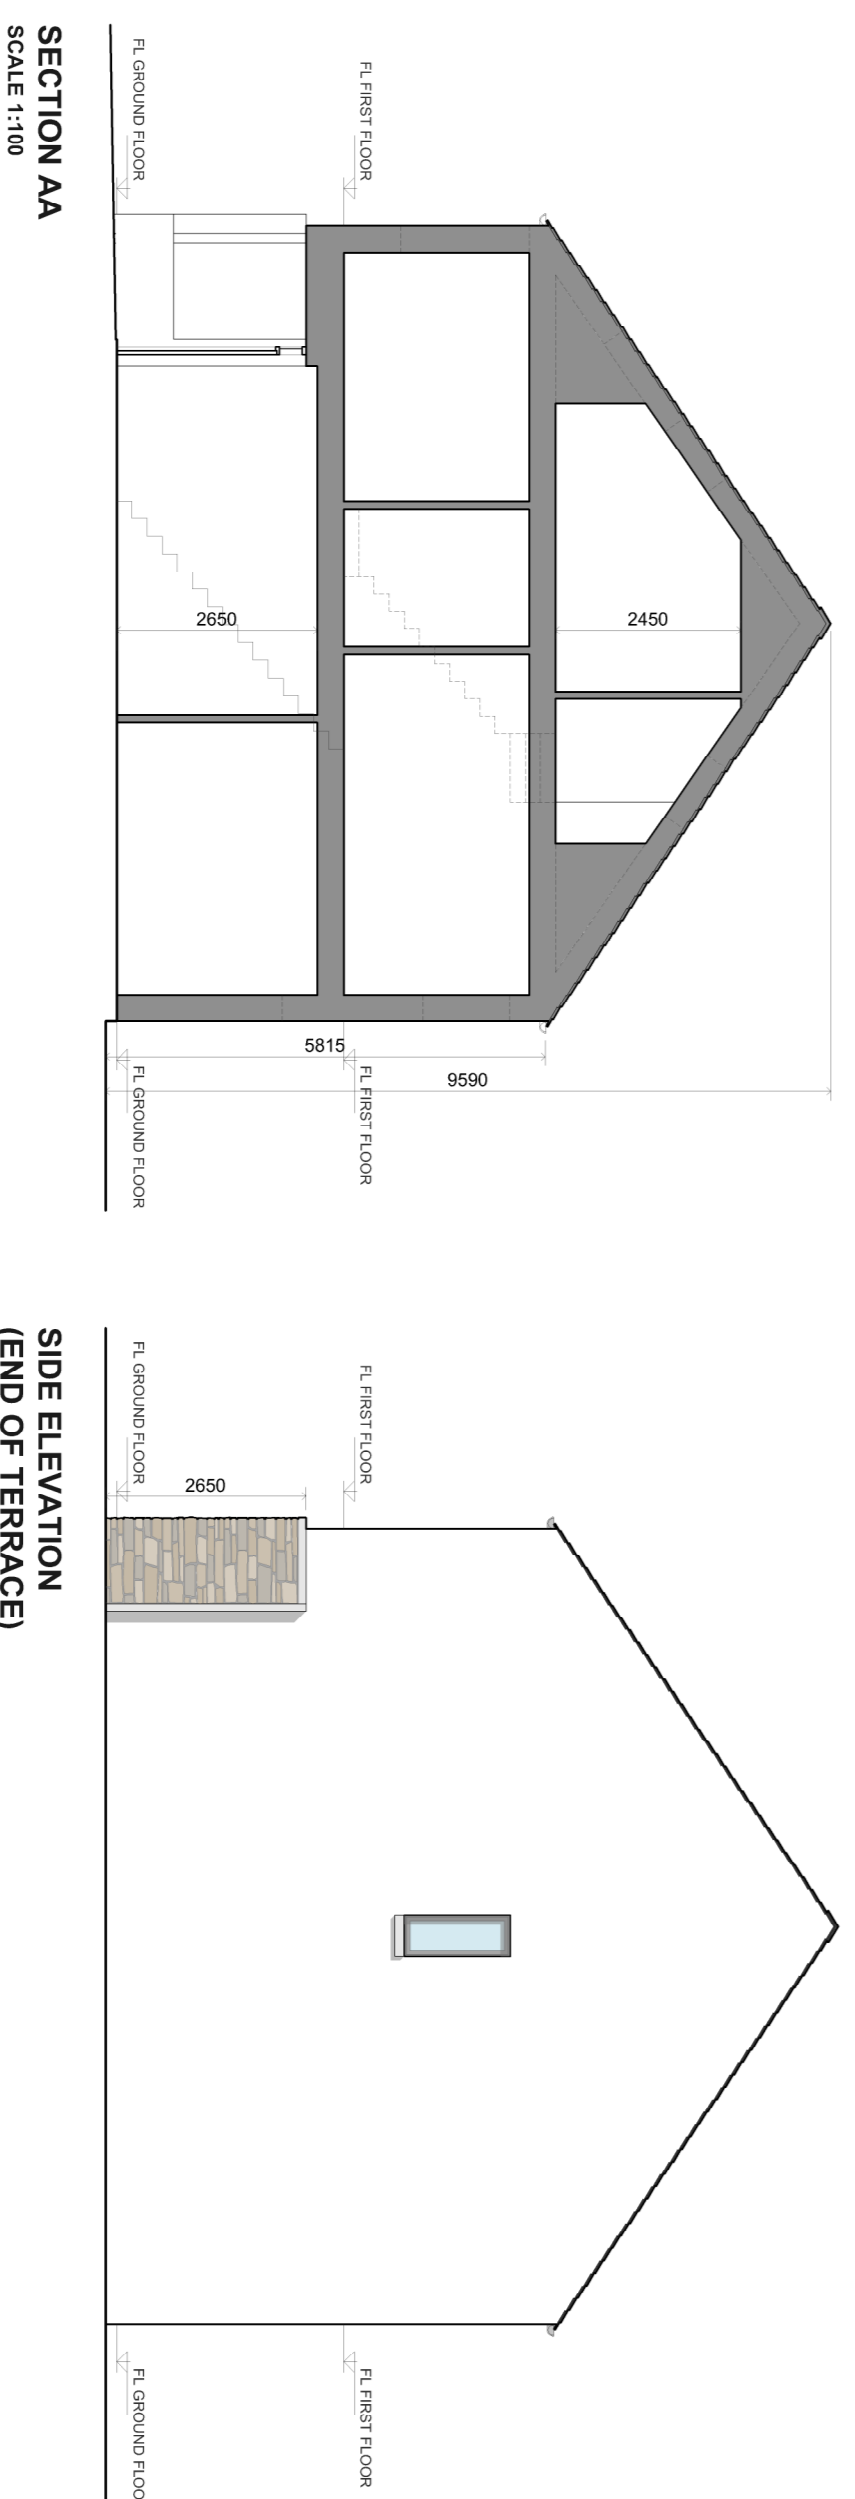 FL FIRST FLOOR
FL GROUND FLOOR
2450
2650
5815
9590
FL FIRST FLOOR
FL GROUND FLOOR
SECTION AA
SCALE 1:100
FL FIRST FLOOR
FL GROUND FLOOR
2650
FL FIRST FLOOR
FL GROUND FLOO
SIDE ELEVATION
(END OF TERRACE)